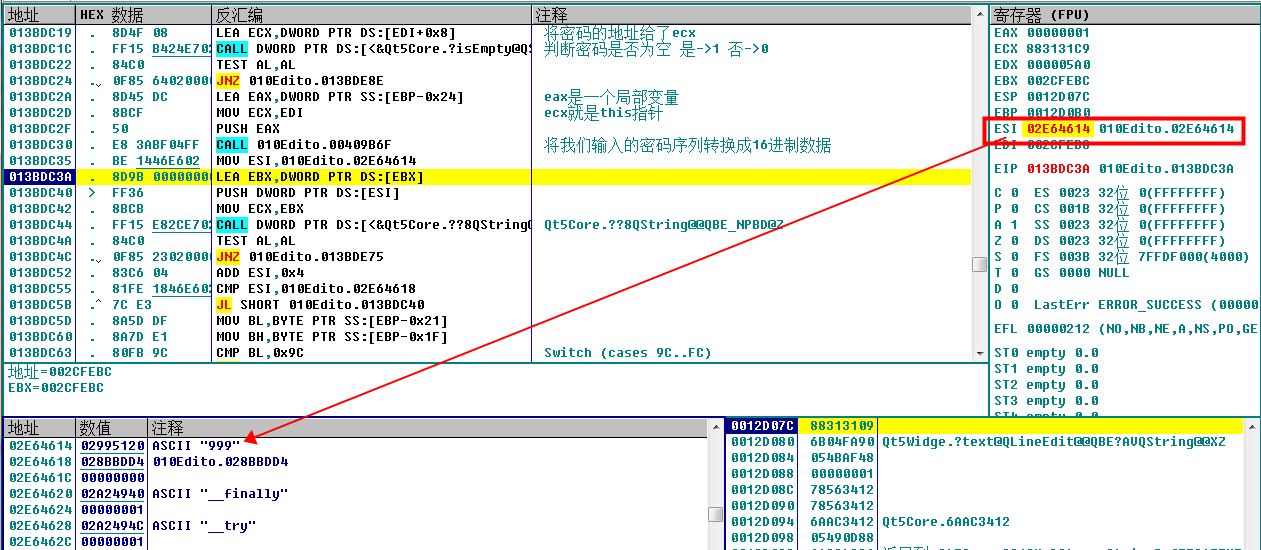 地址 HEX 数据 反汇编 注释
013BDC19 . 8D4F 08 LEA ECX,DWORD PTR DS:[EDI+0x8] 将密码的地址给了ecx
013BDC1C . FF15 B424E702 CALL DWORD PTR DS:[<&Qt5Core.?isEmpty@QS 判断密码是否为空 是->1 否->0
013BDC22 . 84C0 TEST AL,AL
013BDC24 .. 0F85 64020000 JNZ 010Edito.013BDE8E
013BDC2A . 8D45 DC LEA EAX,DWORD PTR SS:[EBP-0x24] eax是一个局部变量
013BDC2D . 8BCF MOV ECX,EDI ecx就是this指针
013BDC2F . 50 PUSH EAX
013BDC30 . E8 3ABF04FF CALL 010Edito.00409B6F 将我们输入的密码序列转换成16进制数据
013BDC35 . BE 1446E602 MOV ESI,010Edito.02E64614
013BDC3A . 8D9B 00000000 LEA EBX,DWORD PTR DS:[EBX]
013BDC40 > FF36 PUSH DWORD PTR DS:[ESI]
013BDC42 . 8BCB MOV ECX,EBX
013BDC44 . FF15 E82CE702 CALL DWORD PTR DS:[<&Qt5Core.??8QString@ Qt5Core.??8QString@@QBE_NPBD@Z
013BDC4A . 84C0 TEST AL,AL
013BDC4C .. 0F85 23020000 JNZ 010Edito.013BDE75
013BDC52 . 83C6 04 ADD ESI,0x4
013BDC55 . 81FE 1846E602 CMP ESI,010Edito.02E64618
013BDC5B .^ 7C E3 JL SHORT 010Edito.013BDC40
013BDC5D . 8A5D DF MOV BL,BYTE PTR SS:[EBP-0x21]
013BDC60 . 8A7D E1 MOV BH,BYTE PTR SS:[EBP-0x1F]
013BDC63 . 80FB 9C CMP BL,0x9C Switch (cases 9C..FC)
地址=002CFEBC
EBX=002CFEBC
寄存器 (FPU)
EAX 00000001
ECX 883131C9
EDX 000005A0
EBX 002CFEBC
ESP 0012D07C
EBP 0012D0B0
ESI 02E64614 010Edito.02E64614
EDI 002CFEBC
EIP 013BDC3A 010Edito.013BDC3A
C 0 ES 0023 32位 0(FFFFFFFF)
P 0 CS 001B 32位 0(FFFFFFFF)
A 1 SS 0023 32位 0(FFFFFFFF)
Z 0 DS 0023 32位 0(FFFFFFFF)
S 0 FS 003B 32位 7FFDF000(4000)
T 0 GS 0000 NULL
D 0
O 0 LastErr ERROR_SUCCESS (00000
EFL 00000212 (NO,NB,NE,A,NS,PO,GE
ST0 empty 0.0
ST1 empty 0.0
ST2 empty 0.0
ST3 empty 0.0
ST4 empty 0.0
地址 数值 注释
02E64614 02995120 ASCII "999"
02E64618 028BBDD4 010Edito.028BBDD4
02E6461C 00000000
02E64620 02A24940 ASCII "__finally"
02E64624 00000001
02E64628 02A2494C ASCII "__try"
02E6462C 00000001
0012D07C 88313109
0012D080 6B04FA90 Qt5Widge.?text@QLineEdit@@QBE?AVQString@@XZ
0012D084 054BAF48
0012D088 00000001
0012D08C 78563412
0012D090 78563412
0012D094 6AAC3412 Qt5Core.6AAC3412
0012D098 05490D88